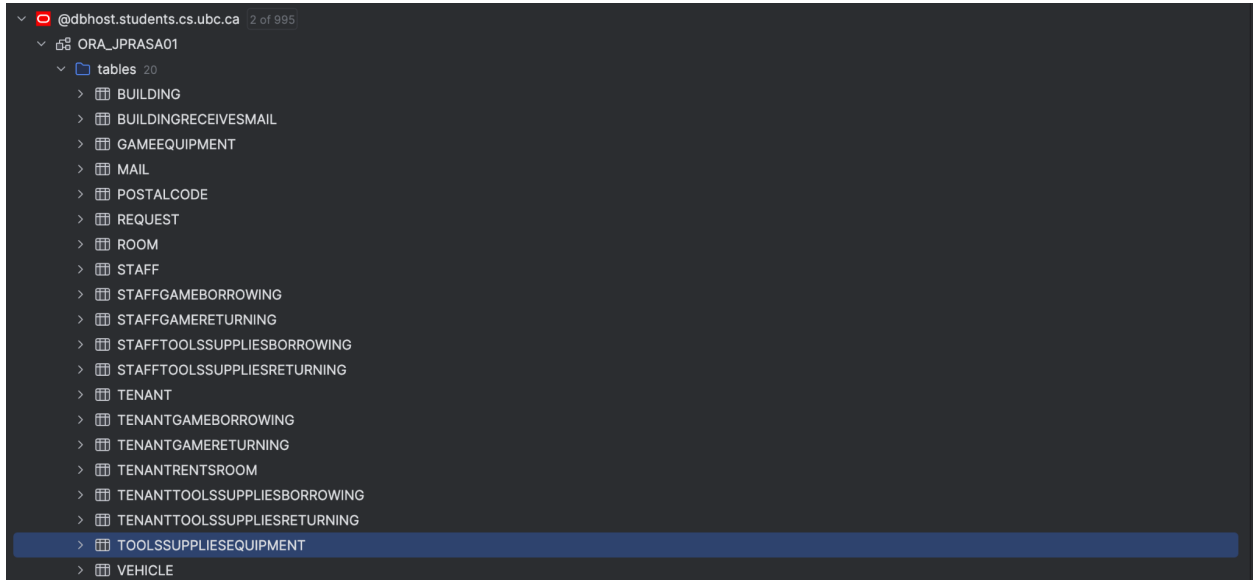 @dbhost.students.cs.ubc.ca 2 of 995
ORA_JPRASA01
tables 20
BUILDING
BUILDINGRECEIVESMAIL
GAMEEQUIPMENT
MAIL
POSTALCODE
REQUEST
ROOM
STAFF
STAFFGAMEBORROWING
STAFFGAMERETURNING
STAFFTOOLSSUPPLIESBORROWING
STAFFTOOLSSUPPLIESRETURNING
TENANT
TENANTGAMEBORROWING
TENANTGAMERETURNING
TENANTRENTSROOM
TENANTTOOLSSUPPLIESBORROWING
TENANTTOOLSSUPPLIESRETURNING
TOOLSSUPPLIESEQUIPMENT
VEHICLE